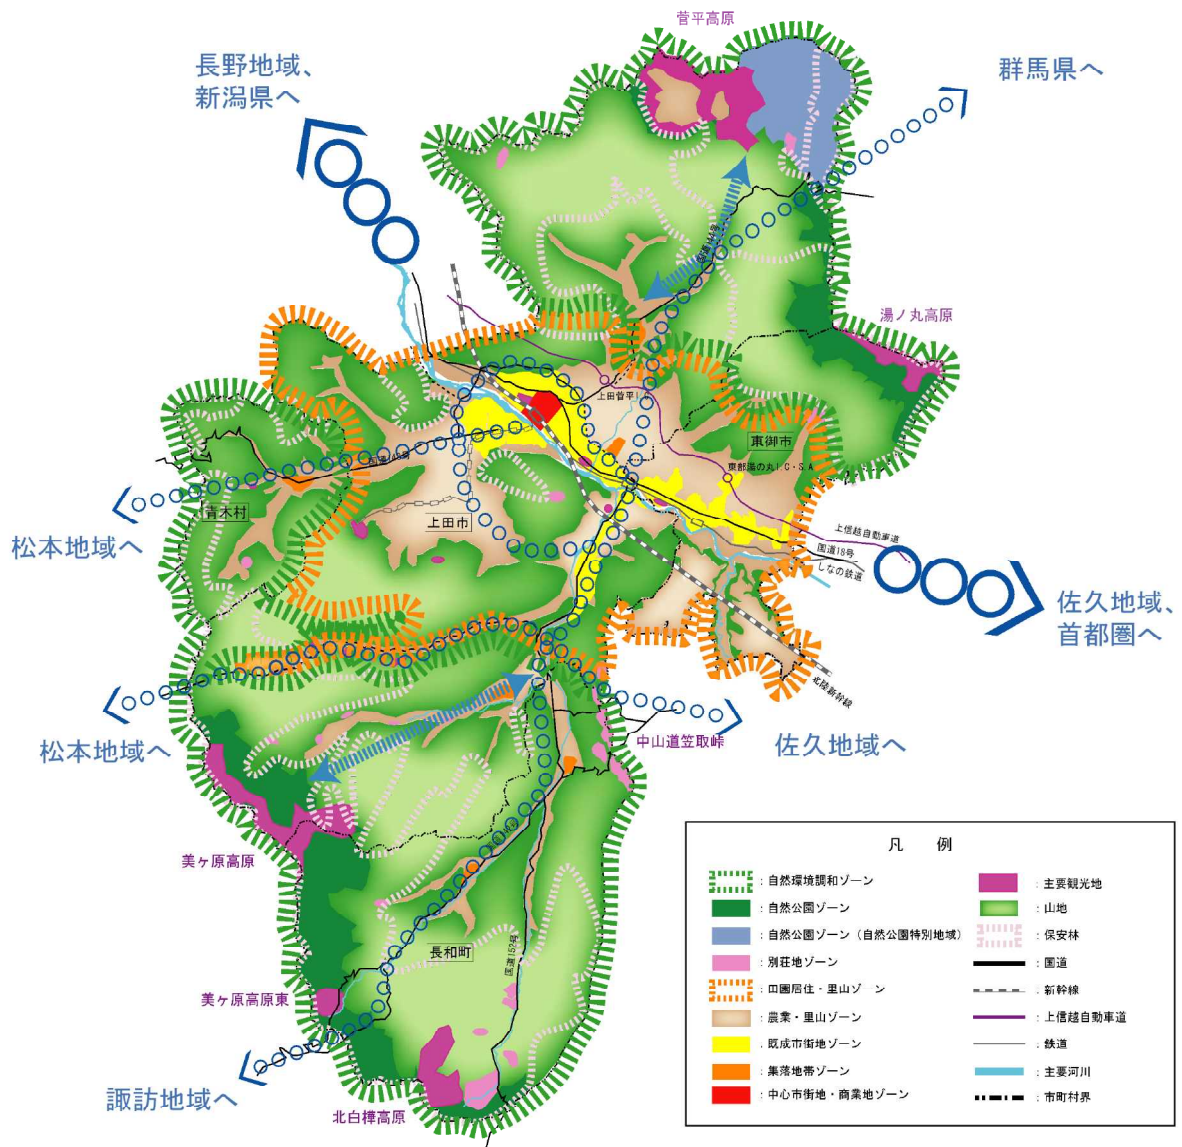 菅平高原
長野地域、
新潟県へ
群馬県へ
国道144号
湯ノ丸高原
上田菅平I.C
東御市
国道143号
東部湯の丸I.C・S.A
青木村
上田市
松本地域へ
上信越自動車道
国道18号
しなの鉄道
佐久地域、
首都圏へ
北陸新幹線
松本地域へ
中山道笠取峠
佐久地域へ
美ヶ原高原
長和町
国道152号
美ヶ原高原東
諏訪地域へ
北白樺高原
凡 例
：自然環境調和ゾーン
：自然公園ゾーン
：自然公園ゾーン（自然公園特別地域）
：別荘地ゾーン
：田園居住・里山ゾーン
：農業・里山ゾーン
：既成市街地ゾーン
：集落地帯ゾーン
：中心市街地・商業地ゾーン
：主要観光地
：山地
：保安林
：国道
：新幹線
：上信越自動車道
：鉄道
：主要河川
：市町村界